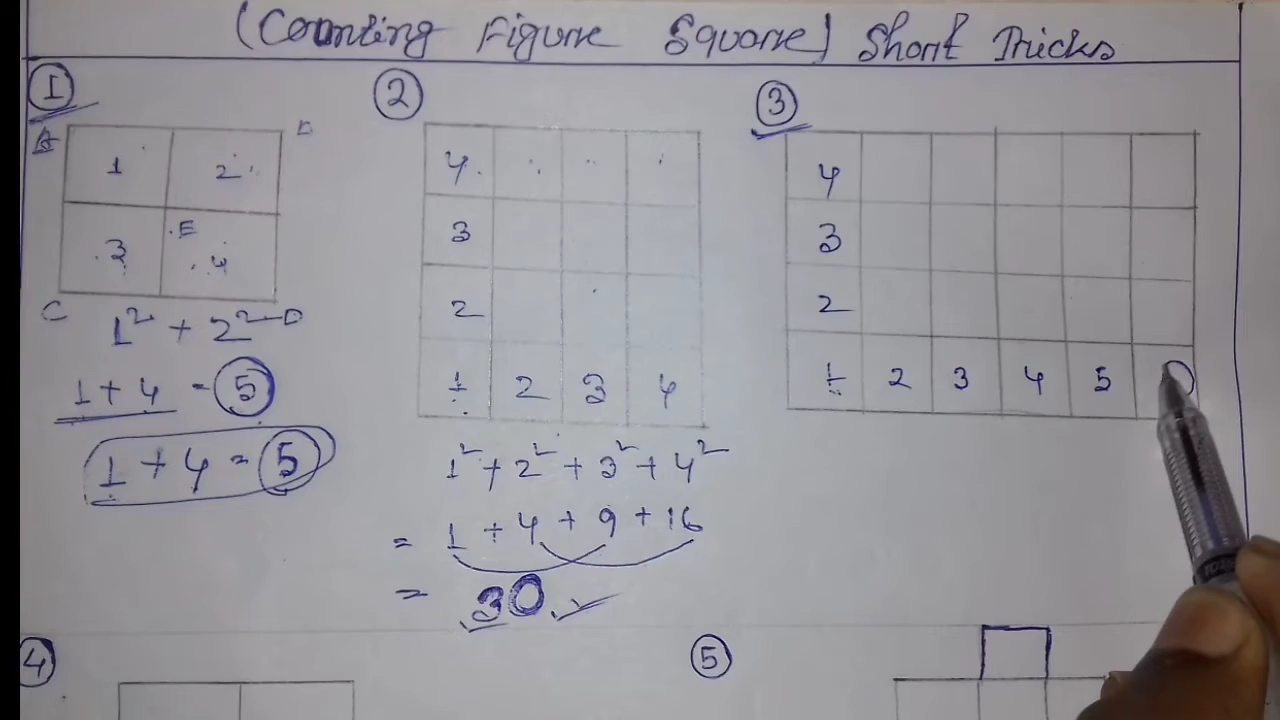 (Counting Figure Square) Short Tricks
1
A
D
1 2
E
3 4
C
D
1² + 2²
1 + 4 = 5
1 + 4 = 5
2
4
3
2
1 2 3 4
1² + 2² + 3² + 4²
= 1 + 4 + 9 + 16
= 30
3
4
3
2
1 2 3 4 5
4
5